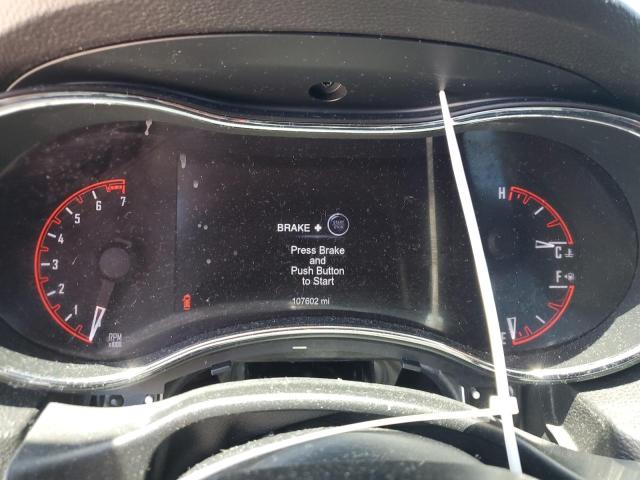 BRAKE + START STOP
Press Brake
and
Push Button
to Start
107602 mi
7
6
5
4
3
2
1
RPM
x1000
H
C
F
E